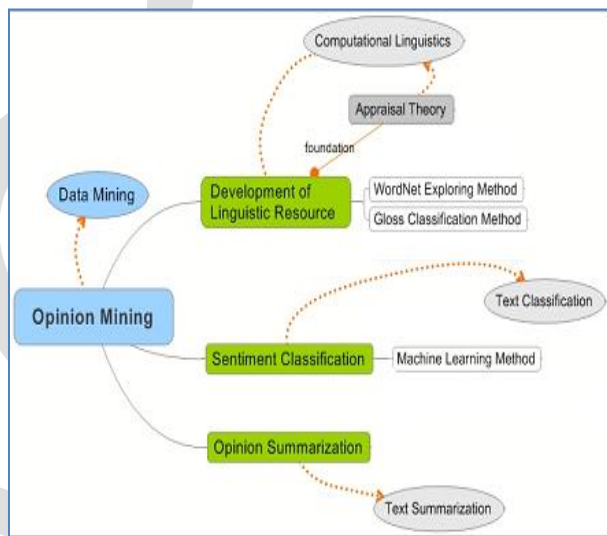 Computational Linguistics
Appraisal Theory
foundation
Data Mining
Development of
Linguistic Resource
WordNet Exploring Method
Gloss Classification Method
Text Classification
Opinion Mining
Sentiment Classification
Machine Learning Method
Opinion Summarization
Text Summarization